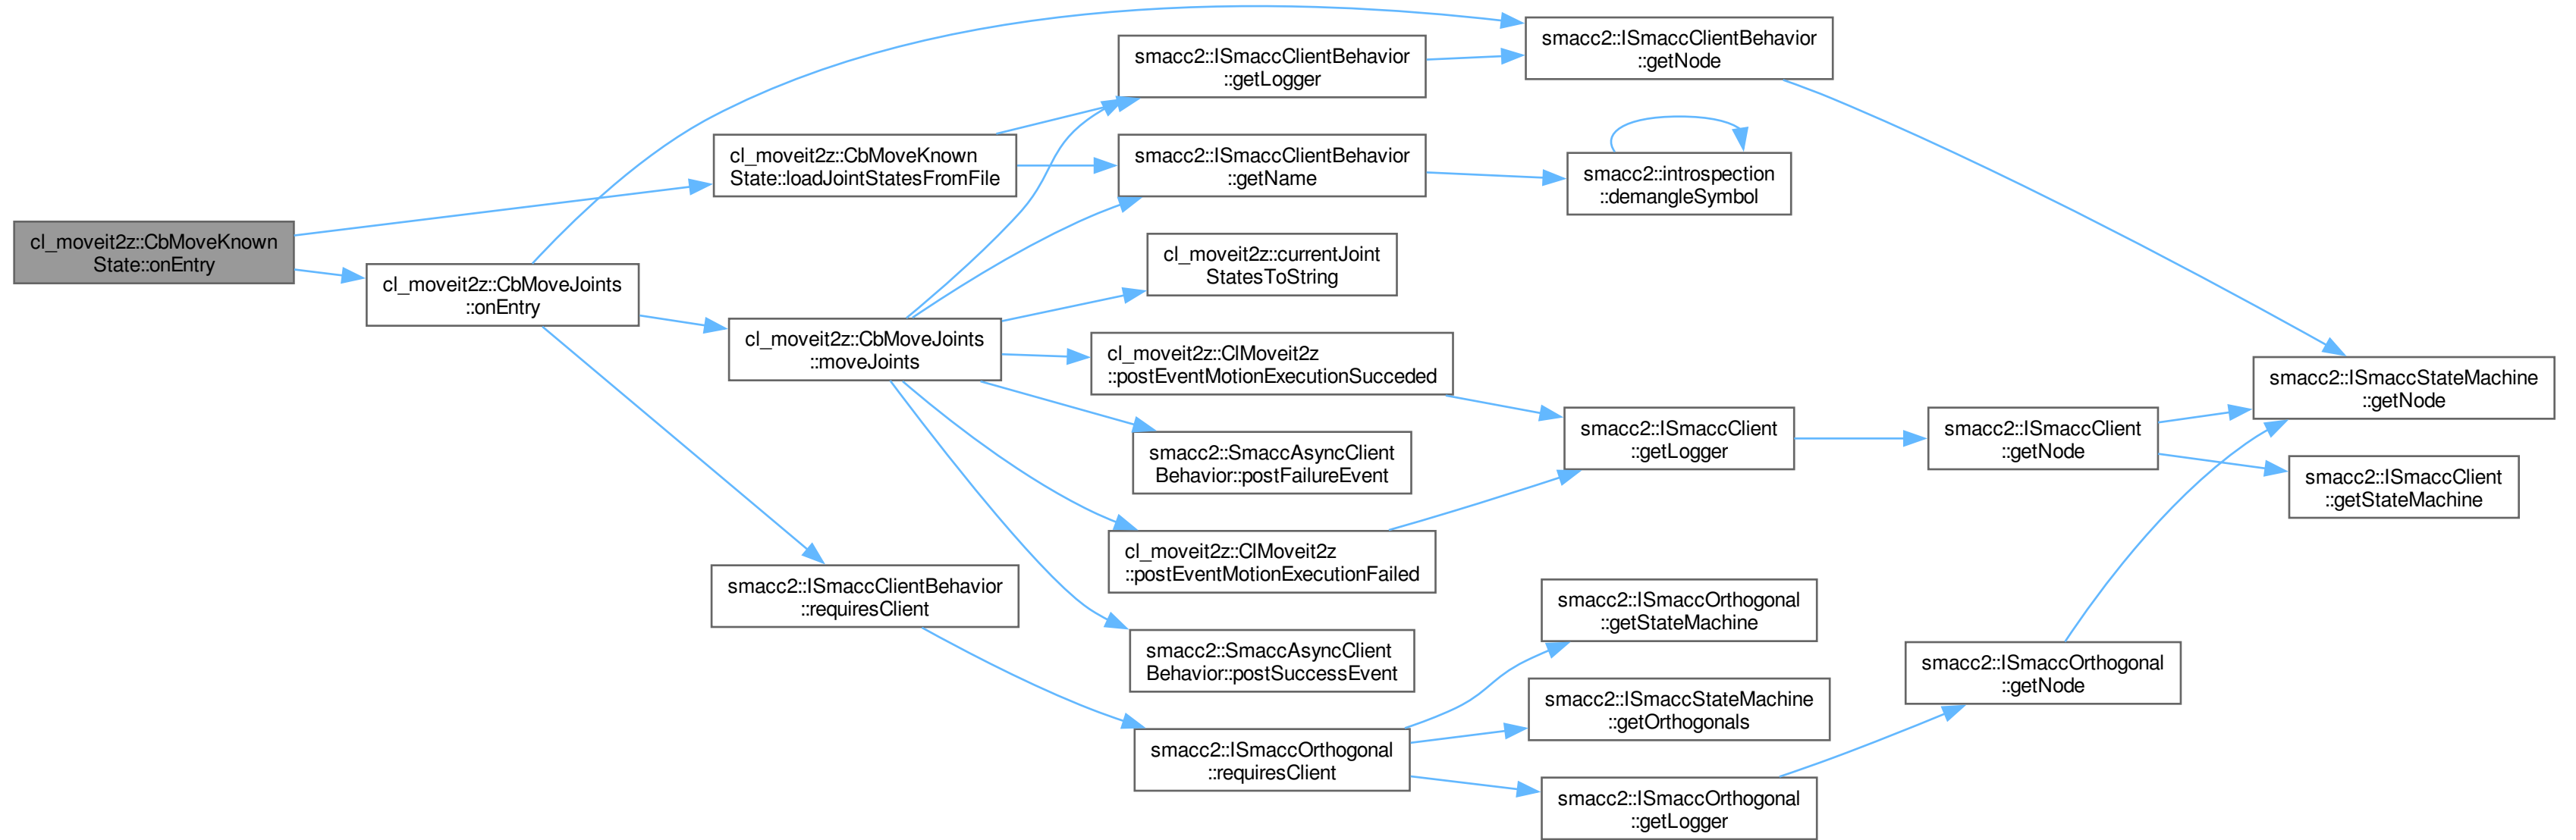 cl_moveit2z::CbMoveKnown
State::onEntry
cl_moveit2z::CbMoveJoints
::onEntry
cl_moveit2z::CbMoveKnown
State::loadJointStatesFromFile
cl_moveit2z::CbMoveJoints
::moveJoints
smacc2::ISmaccClientBehavior
::requiresClient
smacc2::ISmaccClientBehavior
::getLogger
smacc2::ISmaccClientBehavior
::getName
cl_moveit2z::currentJoint
StatesToString
cl_moveit2z::ClMoveit2z
::postEventMotionExecutionSucceded
smacc2::SmaccAsyncClient
Behavior::postFailureEvent
cl_moveit2z::ClMoveit2z
::postEventMotionExecutionFailed
smacc2::SmaccAsyncClient
Behavior::postSuccessEvent
smacc2::ISmaccOrthogonal
::requiresClient
smacc2::ISmaccClientBehavior
::getNode
smacc2::introspection
::demangleSymbol
smacc2::ISmaccClient
::getLogger
smacc2::ISmaccOrthogonal
::getStateMachine
smacc2::ISmaccStateMachine
::getOrthogonals
smacc2::ISmaccOrthogonal
::getLogger
smacc2::ISmaccClient
::getNode
smacc2::ISmaccOrthogonal
::getNode
smacc2::ISmaccStateMachine
::getNode
smacc2::ISmaccClient
::getStateMachine